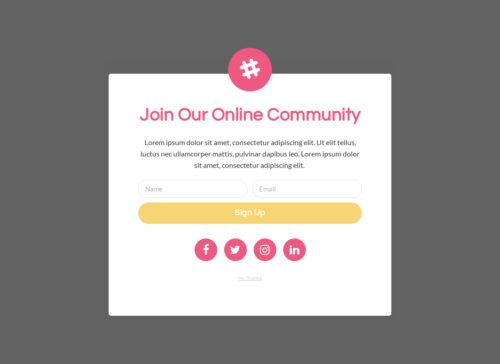 #
Join Our Online Community
Lorem ipsum dolor sit amet, consectetur adipiscing elit. Ut elit tellus,
luctus nec ullamcorper mattis, pulvinar dapibus leo. Lorem ipsum dolor
sit amet, consectetur adipiscing elit.
Name Email
Sign Up
No Thanks